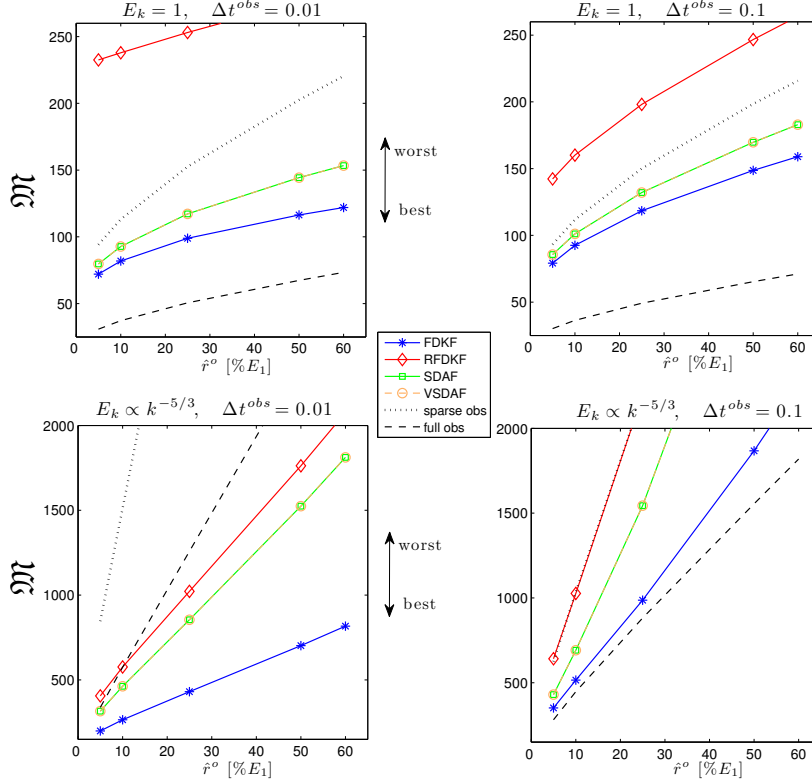 E_k = 1, Δt^{obs} = 0.01
E_k = 1, Δt^{obs} = 0.1
𝔐
250
200
150
100
50
0 10 20 30 40 50 60
r̂^o [%E_1]
worst
best
250
200
150
100
50
0 10 20 30 40 50 60
r̂^o [%E_1]
FDKF
RFDKF
SDAF
VSDAF
sparse obs
full obs
E_k ∝ k^{-5/3}, Δt^{obs} = 0.01
E_k ∝ k^{-5/3}, Δt^{obs} = 0.1
𝔐
2000
1500
1000
500
0 10 20 30 40 50 60
r̂^o [%E_1]
worst
best
2000
1500
1000
500
0 10 20 30 40 50 60
r̂^o [%E_1]